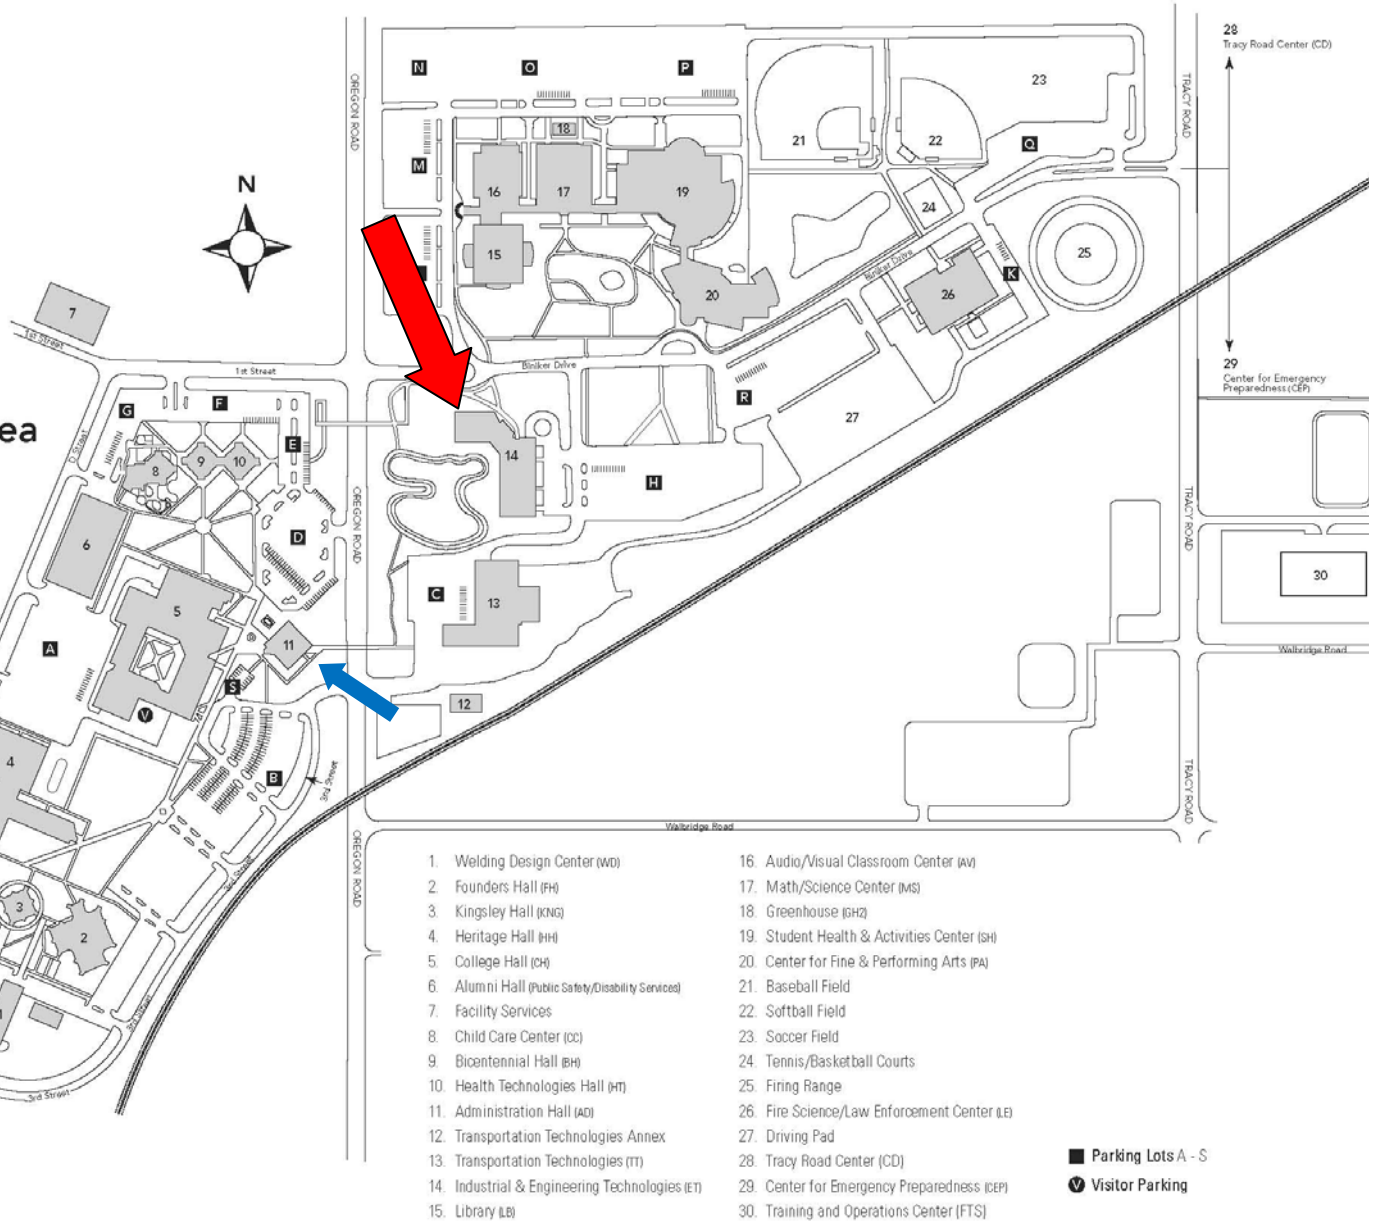 28
Tracy Road Center (CD)
N
O
P
OREGON ROAD
TRACY ROAD
23
18
21
22
Q
M
16
17
19
N
24
15
25
Biniker Drive
K
20
26
7
1st Street
1st Street
Biniker Drive
29
Center for Emergency
Preparedness (CEP)
R
G
F
27
ea
D Street
E
8
9
10
14
H
OREGON ROAD
TRACY ROAD
D
6
30
5
C
13
11
A
Walbridge Road
S
12
V
4
B
3rd Street
TRACY ROAD
Walbridge Road
OREGON ROAD
3rd Street
3
2
3rd Street
1
3rd Street
1. Welding Design Center (WD)
2. Founders Hall (FH)
3. Kingsley Hall (KNG)
4. Heritage Hall (HH)
5. College Hall (CH)
6. Alumni Hall (Public Safety/Disability Services)
7. Facility Services
8. Child Care Center (CC)
9. Bicentennial Hall (BH)
10. Health Technologies Hall (HT)
11. Administration Hall (AD)
12. Transportation Technologies Annex
13. Transportation Technologies (TT)
14. Industrial & Engineering Technologies (ET)
15. Library (LB)
16. Audio/Visual Classroom Center (AV)
17. Math/Science Center (MS)
18. Greenhouse (GH2)
19. Student Health & Activities Center (SH)
20. Center for Fine & Performing Arts (PA)
21. Baseball Field
22. Softball Field
23. Soccer Field
24. Tennis/Basketball Courts
25. Firing Range
26. Fire Science/Law Enforcement Center (LE)
27. Driving Pad
28. Tracy Road Center (CD)
29. Center for Emergency Preparedness (CEP)
30. Training and Operations Center (FTS)
Parking Lots A - S
V Visitor Parking